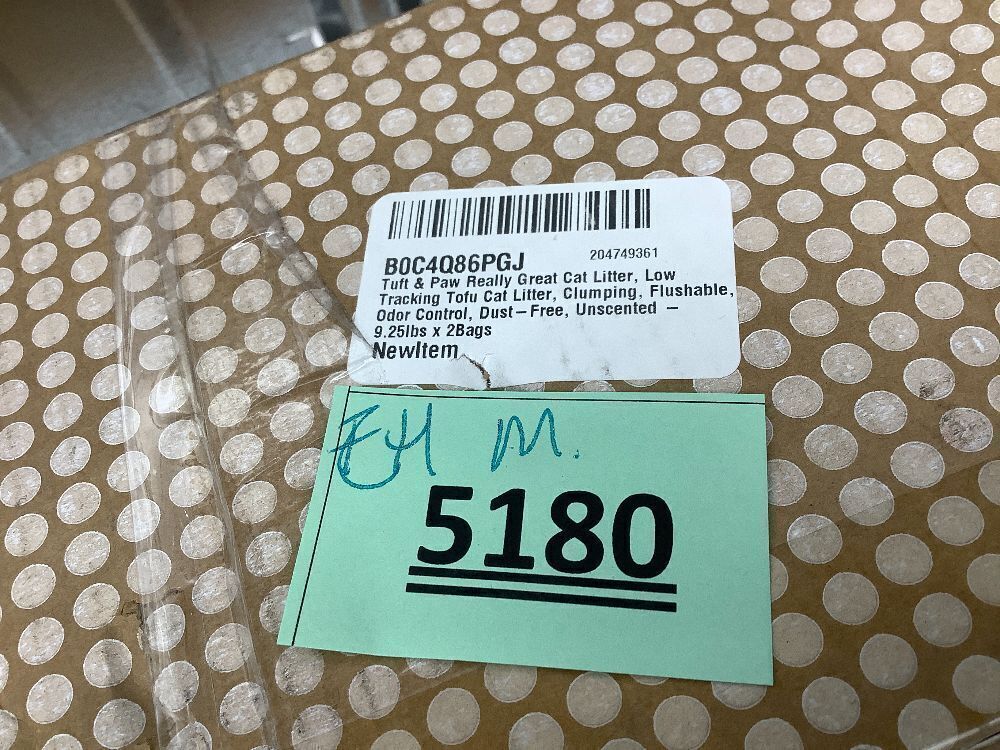 B0C4Q86PGJ 204749361
Tuft & Paw Really Great Cat Litter, Low
Tracking Tofu Cat Litter, Clumping, Flushable,
Odor Control, Dust-Free, Unscented -
9.25lbs x 2Bags
NewItem
M.
5180